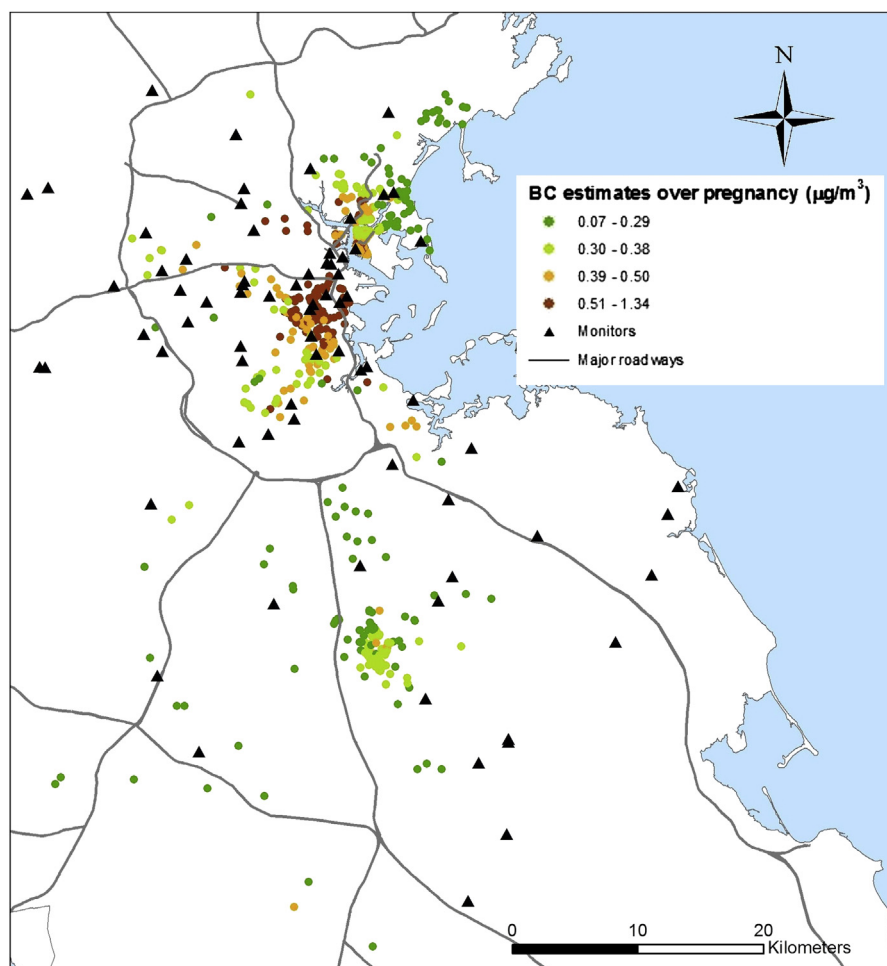 N
BC estimates over pregnancy (µg/m³)
0.07 - 0.29
0.30 - 0.38
0.39 - 0.50
0.51 - 1.34
Monitors
Major roadways
0 10 20
Kilometers